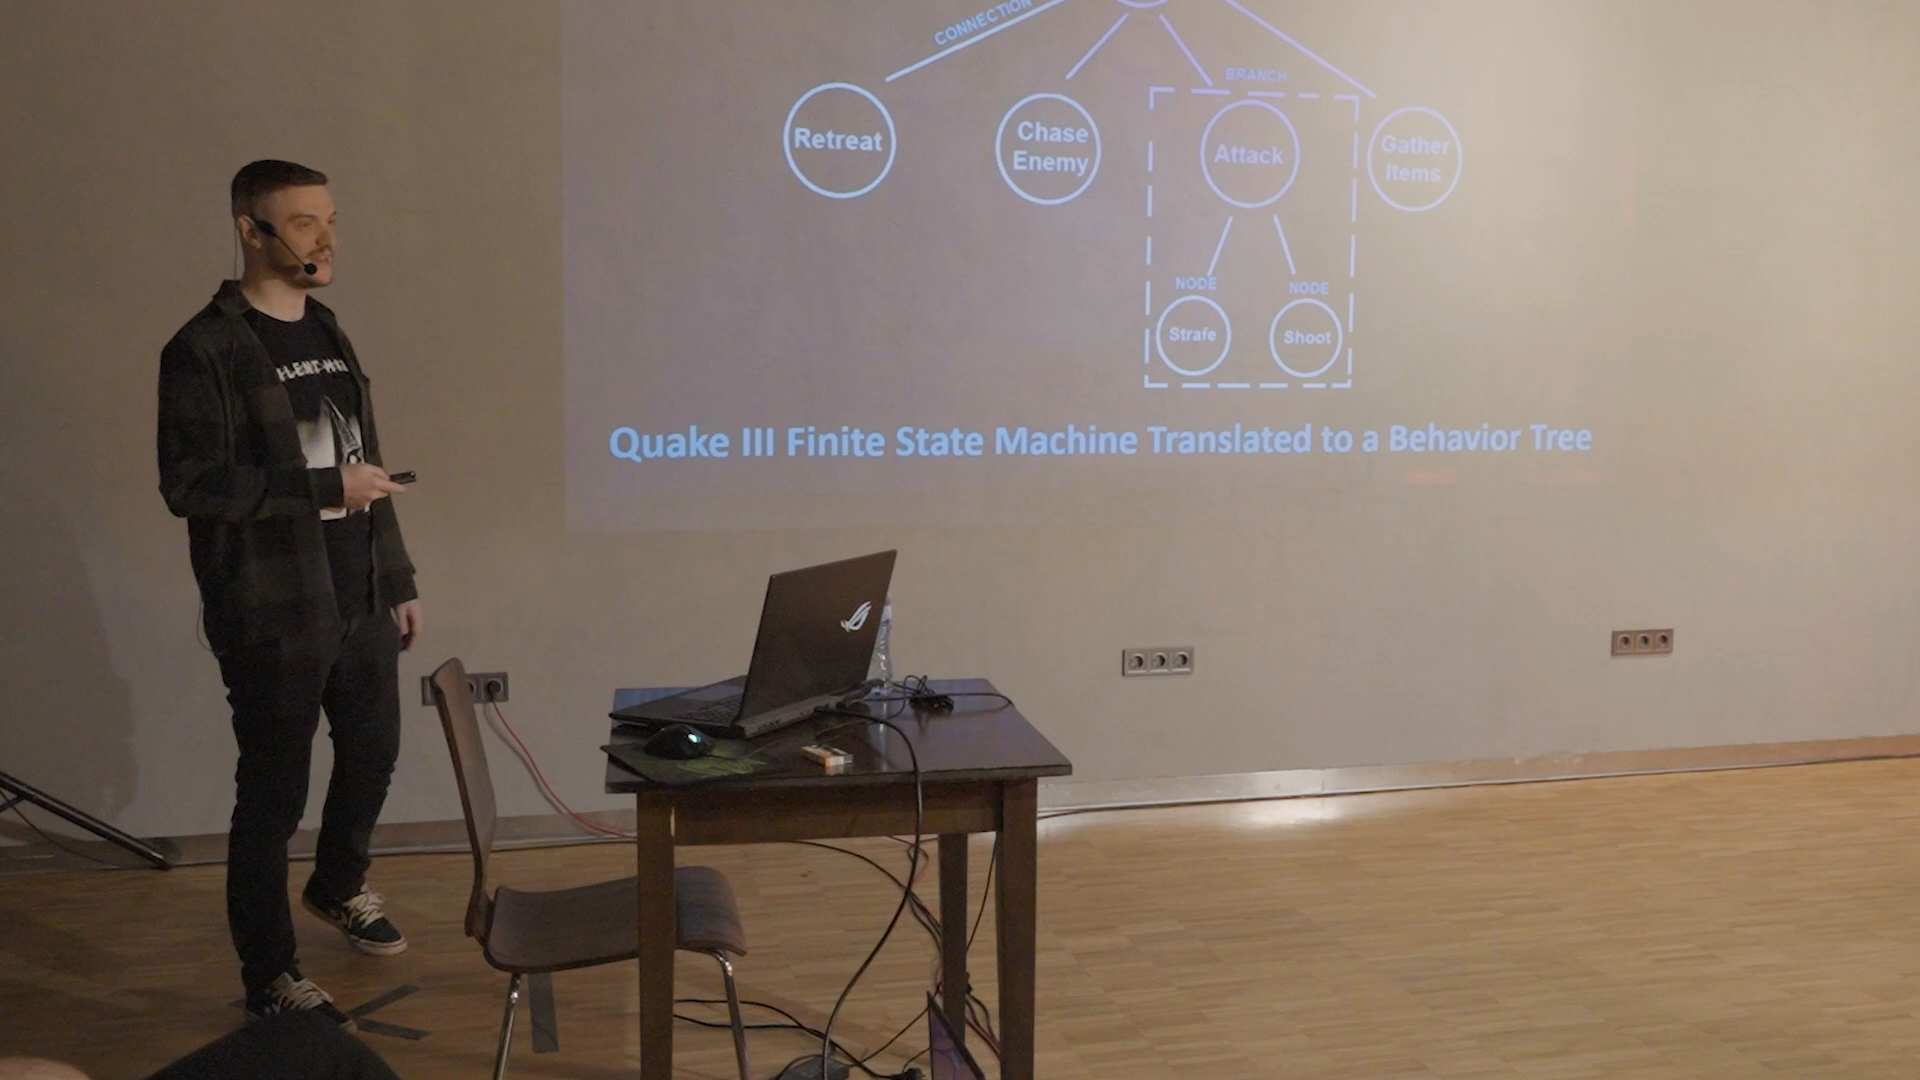 CONNECTION
BRANCH
Retreat
Chase
Enemy
Attack
Gather
Items
NODE
NODE
Strafe
Shoot
Quake III Finite State Machine Translated to a Behavior Tree